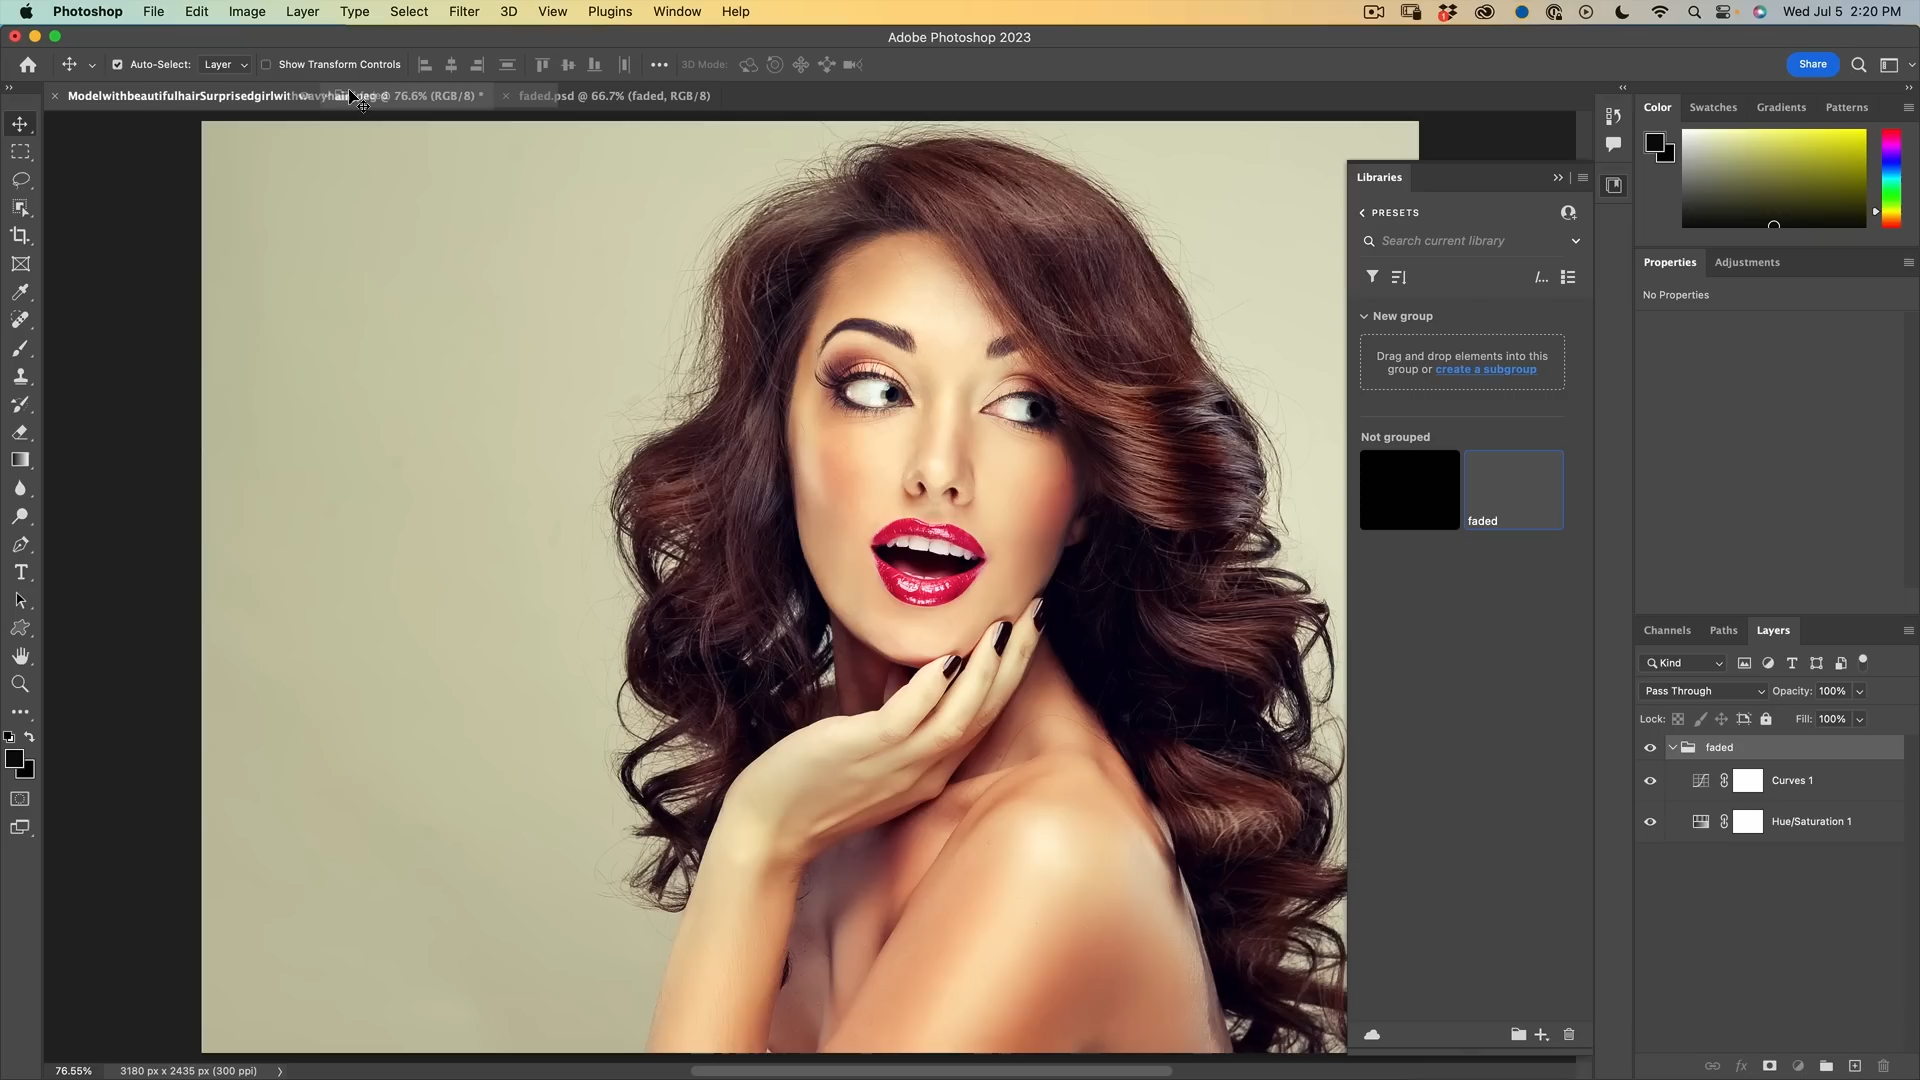 Photoshop File Edit Image Layer Type Select Filter 3D View Plugins Window Help Wed Jul 5 2:20 PM
Adobe Photoshop 2023
Auto-Select: Layer Show Transform Controls 3D Mode: Share
ModelwithbeautifulhairSurprisedgirlwit @ 76.6% (RGB/8) * faded.psd @ 66.7% (faded, RGB/8)
Color Swatches Gradients Patterns
Libraries
PRESETS
Search current library
/...
New group
Drag and drop elements into this
group or create a subgroup
Not grouped
faded
Properties Adjustments
No Properties
Channels Paths Layers
Kind
Pass Through Opacity: 100%
Lock: Fill: 100%
faded
Curves 1
Hue/Saturation 1
fx
76.55% 3180 px x 2435 px (300 ppi)